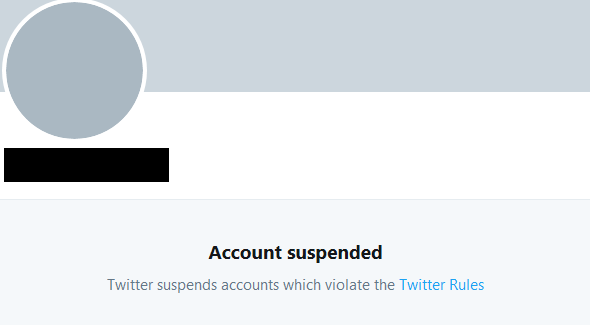 Account suspended
Twitter suspends accounts which violate the Twitter Rules